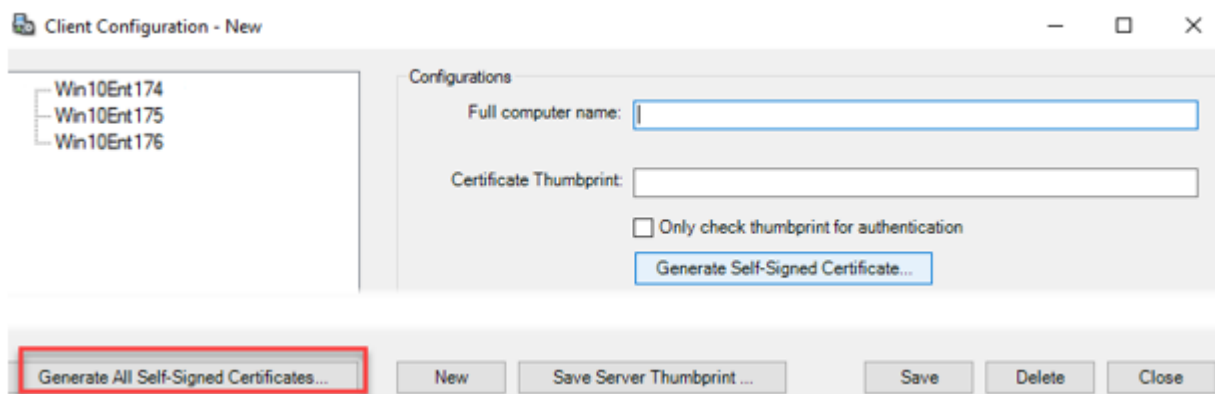 Client Configuration - New
Win10Ent174
Win10Ent175
Win10Ent176
Configurations
Full computer name:
Certificate Thumbprint:
Only check thumbprint for authentication
Generate Self-Signed Certificate...
Generate All Self-Signed Certificates...
New
Save Server Thumbprint ...
Save
Delete
Close